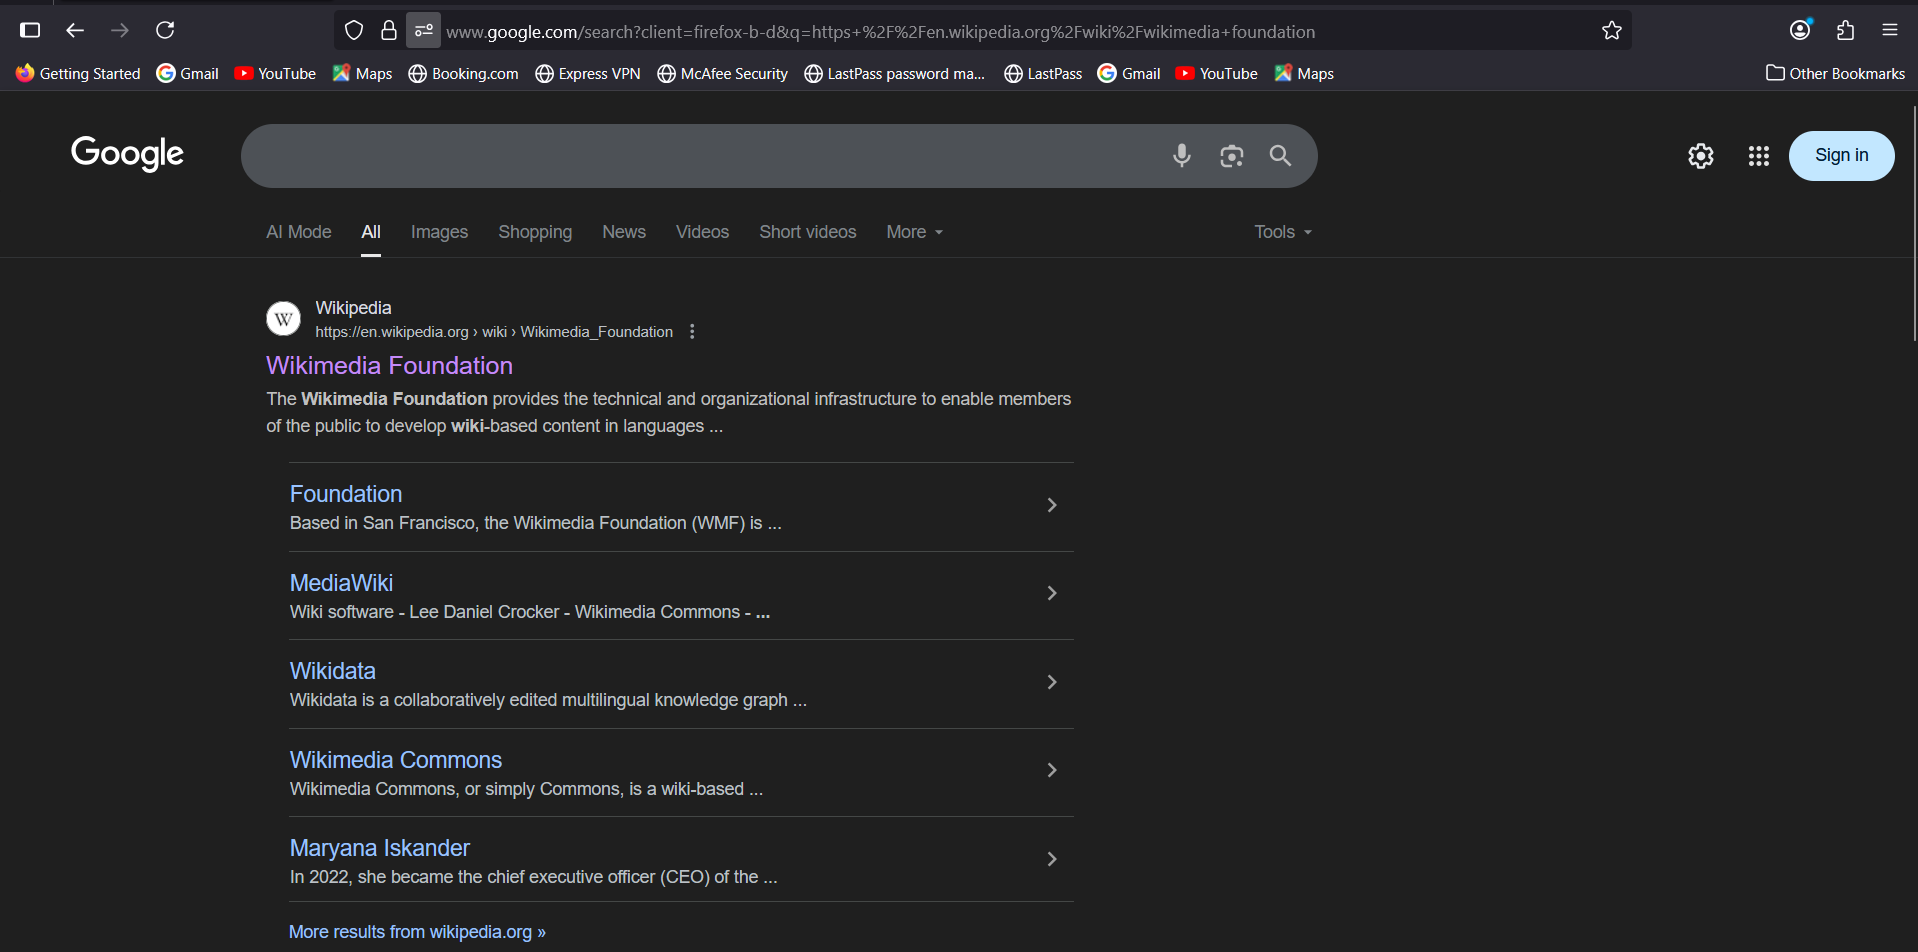 www.google.com/search?client=firefox-b-d&q=https+%2F%2Fen.wikipedia.org%2Fwiki%2Fwikimedia+foundation
Getting Started Gmail YouTube Maps Booking.com Express VPN McAfee Security LastPass password ma... LastPass Gmail YouTube Maps Other Bookmarks
Google Sign in
AI Mode All Images Shopping News Videos Short videos More Tools
W Wikipedia
https://en.wikipedia.org › wiki › Wikimedia_Foundation
Wikimedia Foundation
The Wikimedia Foundation provides the technical and organizational infrastructure to enable members
of the public to develop wiki-based content in languages ...
Foundation
Based in San Francisco, the Wikimedia Foundation (WMF) is ...
MediaWiki
Wiki software - Lee Daniel Crocker - Wikimedia Commons - ...
Wikidata
Wikidata is a collaboratively edited multilingual knowledge graph ...
Wikimedia Commons
Wikimedia Commons, or simply Commons, is a wiki-based ...
Maryana Iskander
In 2022, she became the chief executive officer (CEO) of the ...
More results from wikipedia.org »